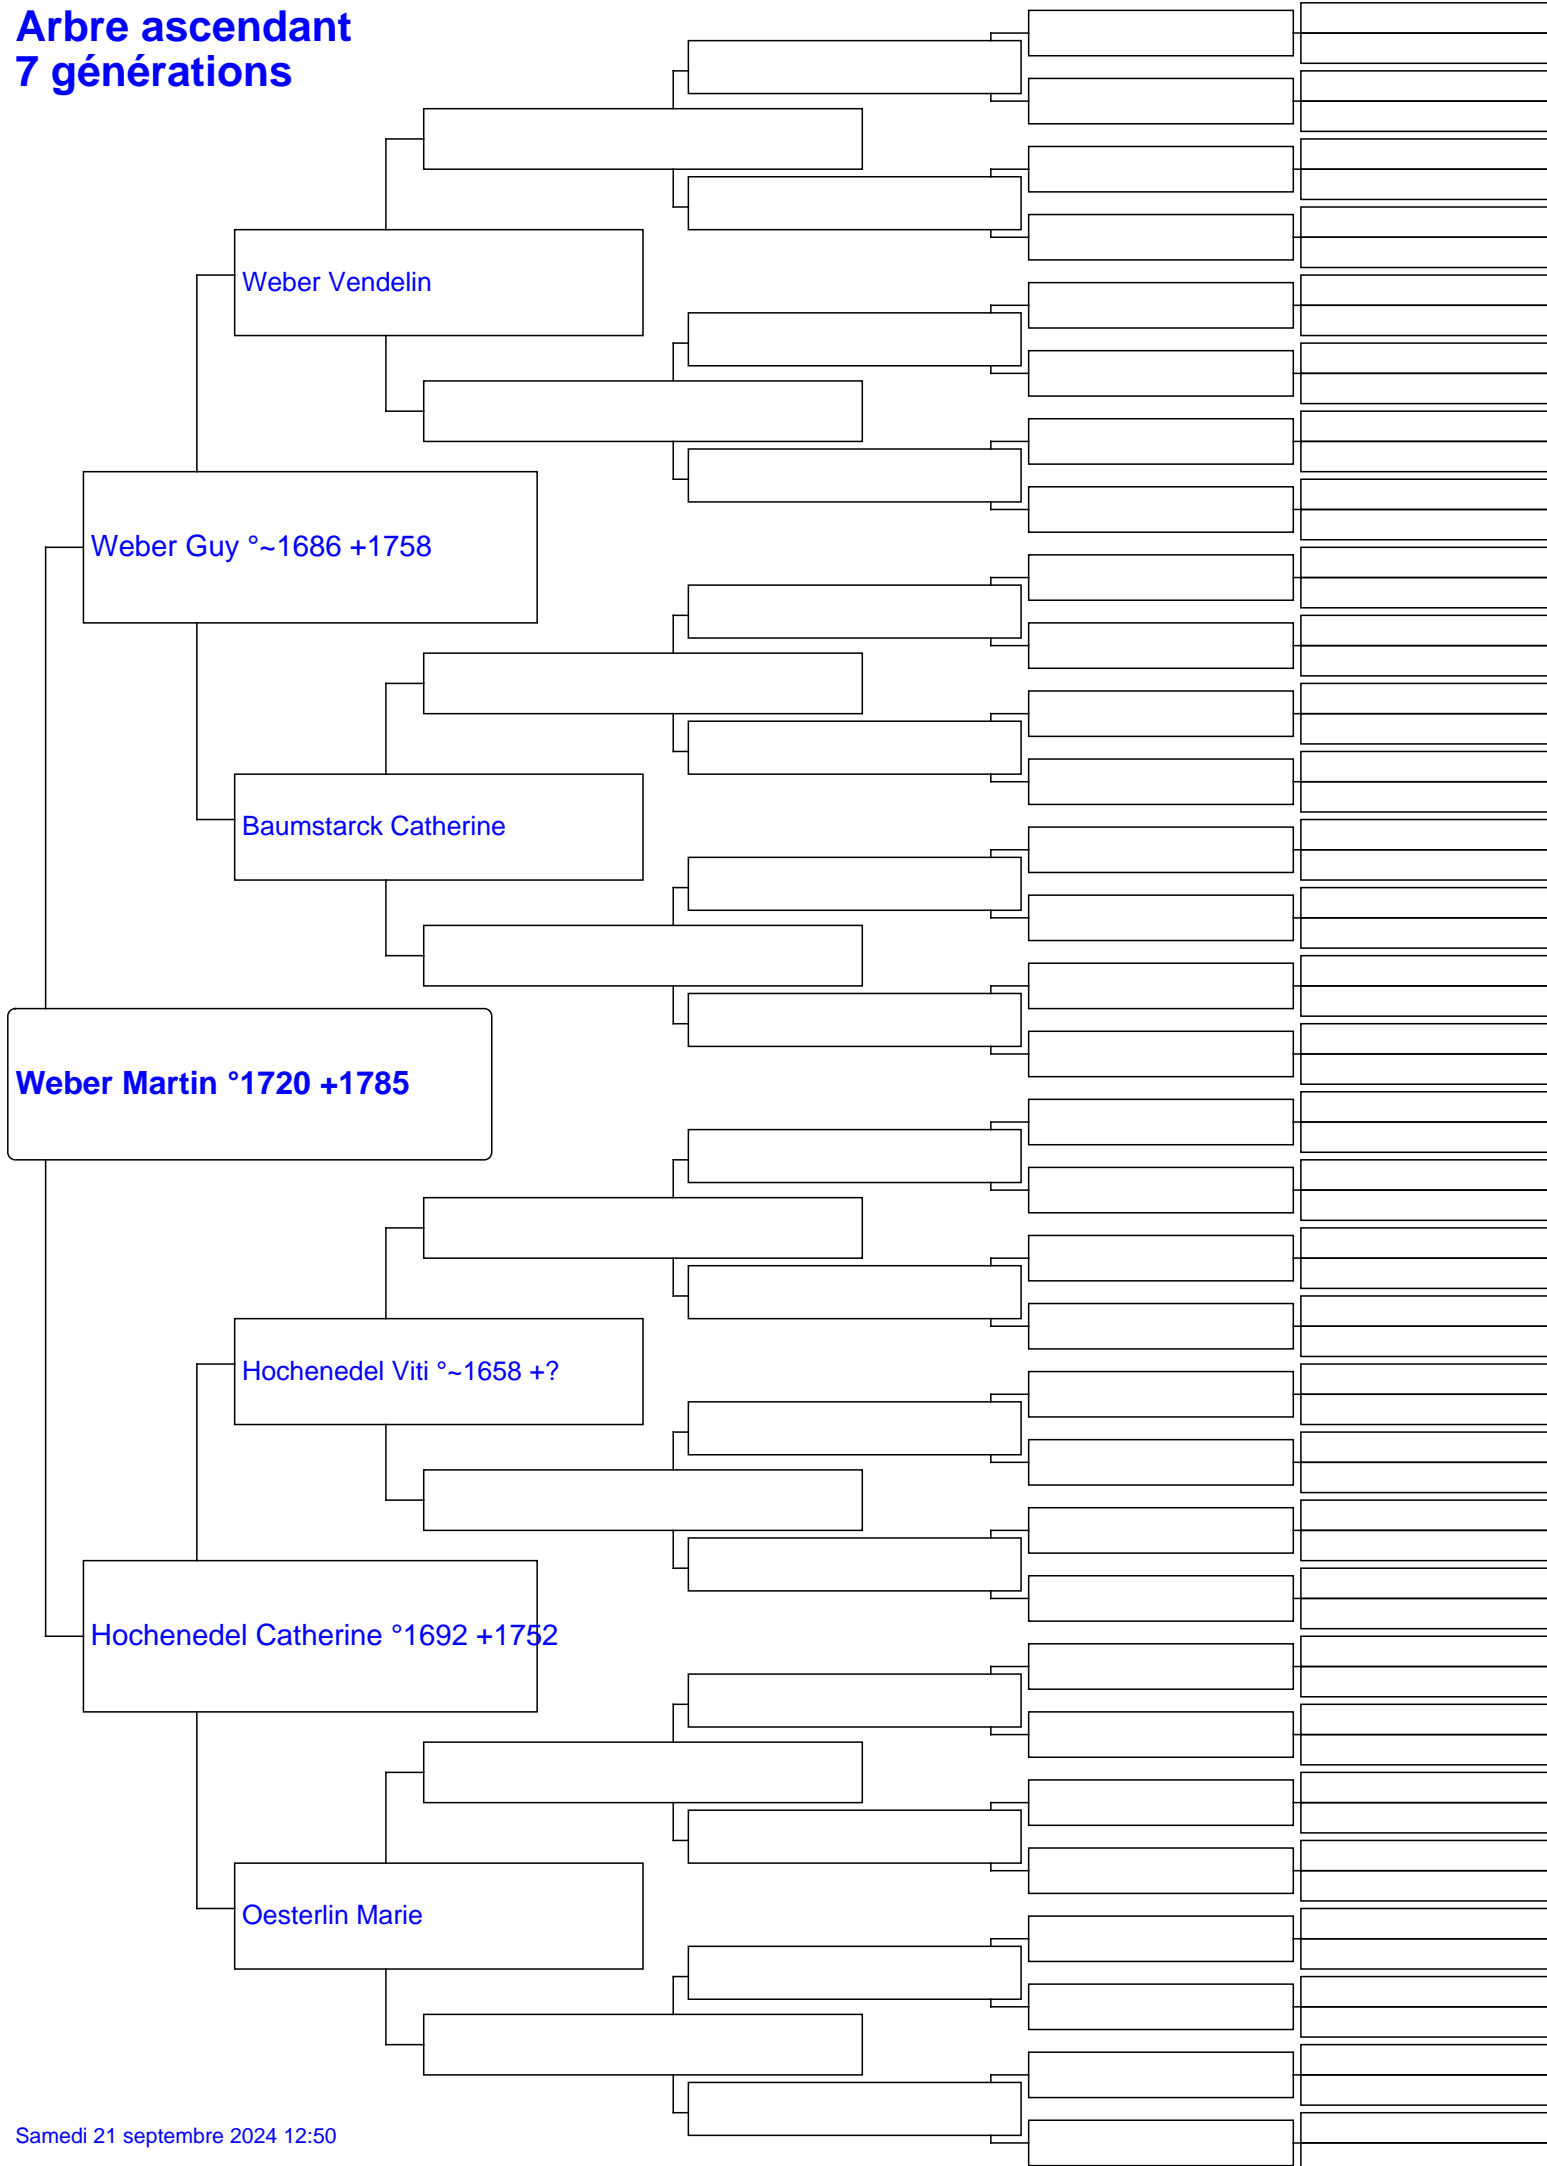 Arbre ascendant
7 générations
Weber Vendelin
Weber Guy °~1686 +1758
Baumstarck Catherine
Weber Martin °1720 +1785
Hochenedel Viti °~1658 +?
Hochenedel Catherine °1692 +1752
Oesterlin Marie
Samedi 21 septembre 2024 12:50